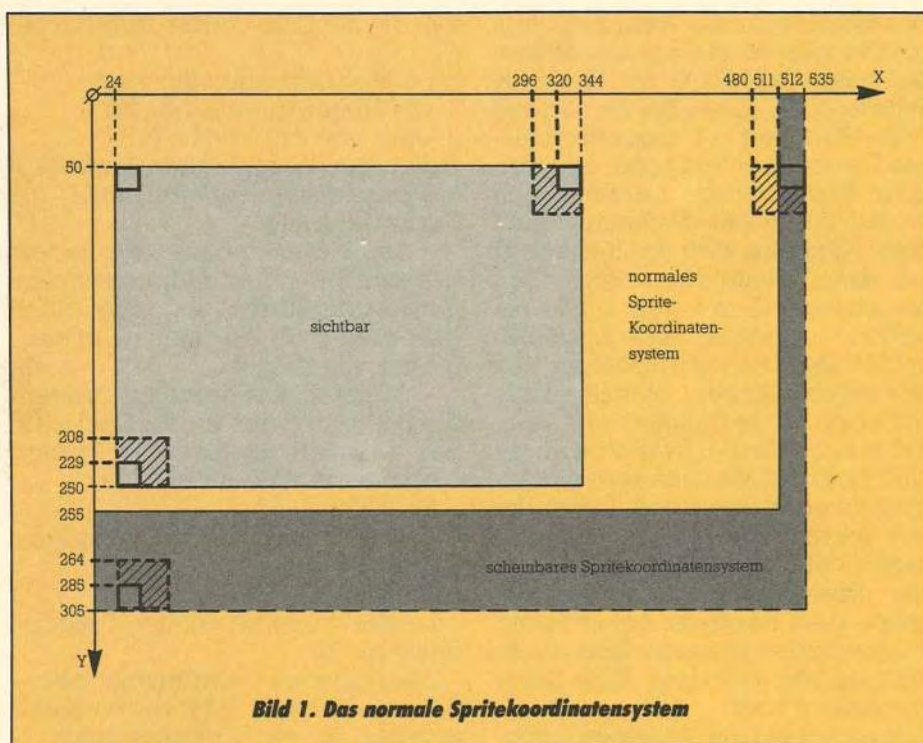 24
296 320 344
480 511 512 535
X
50
normales
Sprite-
Koordinaten-
system
sichtbar
208
229
250
255
264
285
305
scheinbares Spritekoordinatensystem
Y
Bild 1. Das normale Spritekoordinatensystem